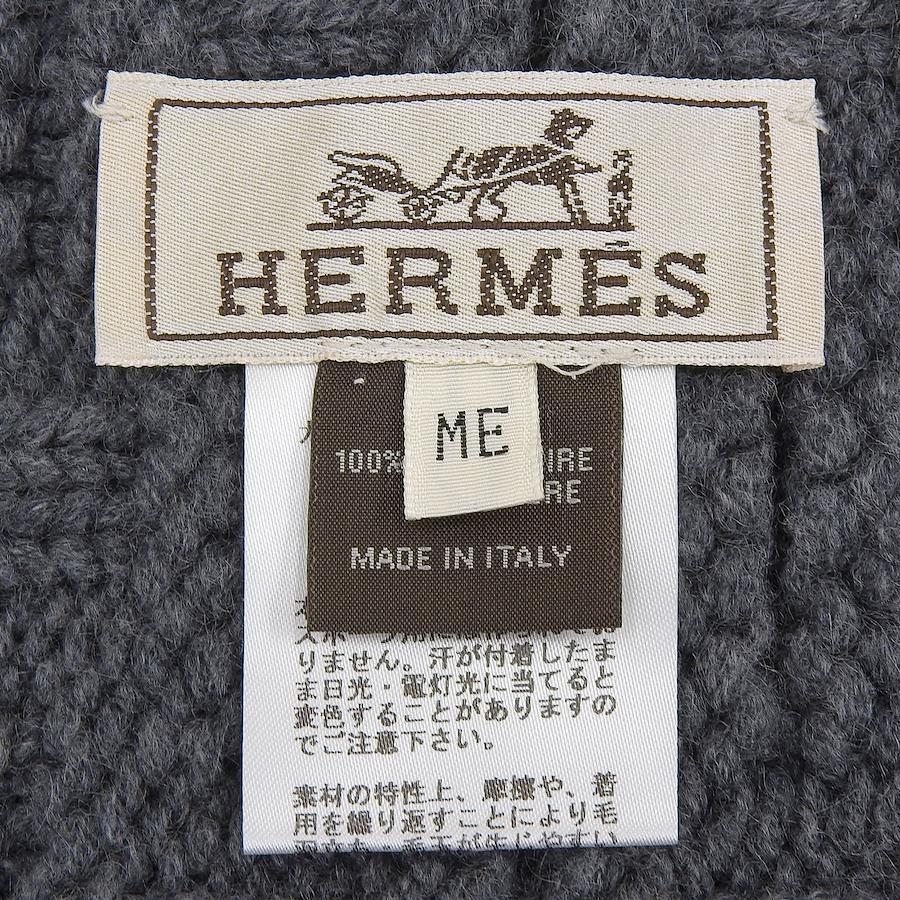 HERMÈS
ME
100%
MADE IN ITALY
りません。汗が付着したま
ま日光・電灯光に当てると
変色することがありますの
でご注意下さい。
素材の特性上、摩擦や、着
用を繰り返すことにより毛